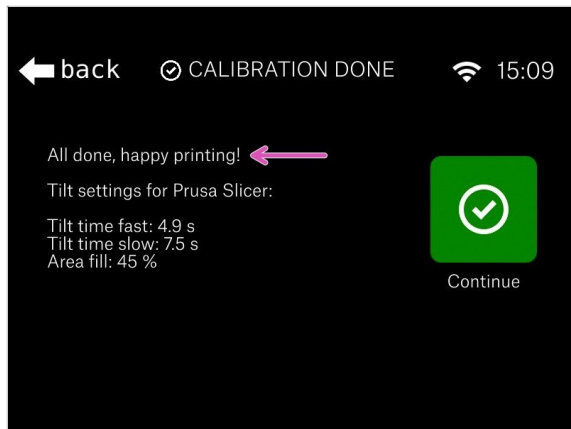 back
CALIBRATION DONE
15:09
All done, happy printing!
Tilt settings for Prusa Slicer:
Tilt time fast: 4.9 s
Tilt time slow: 7.5 s
Area fill: 45 %
Continue